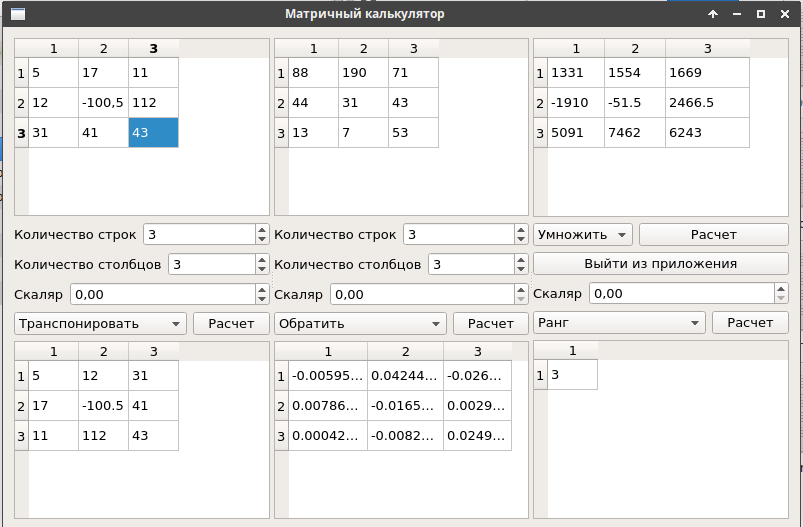 Матричный калькулятор
1 2 3
1 5 17 11
2 12 -100,5 112
3 31 41 43
1 2 3
1 88 190 71
2 44 31 43
3 13 7 53
1 2 3
1 1331 1554 1669
2 -1910 -51.5 2466.5
3 5091 7462 6243
Количество строк 3
Количество столбцов 3
Скаляр 0,00
Транспонировать Расчет
Количество строк 3
Количество столбцов 3
Скаляр 0,00
Обратить Расчет
Умножить Расчет
Выйти из приложения
Скаляр 0,00
Ранг Расчет
1 2 3
1 5 12 31
2 17 -100.5 41
3 11 112 43
1 2 3
1 -0.00595... 0.04244... -0.026...
2 0.00786... -0.0165... 0.0029...
3 0.00042... -0.0082... 0.0249...
1
1 3